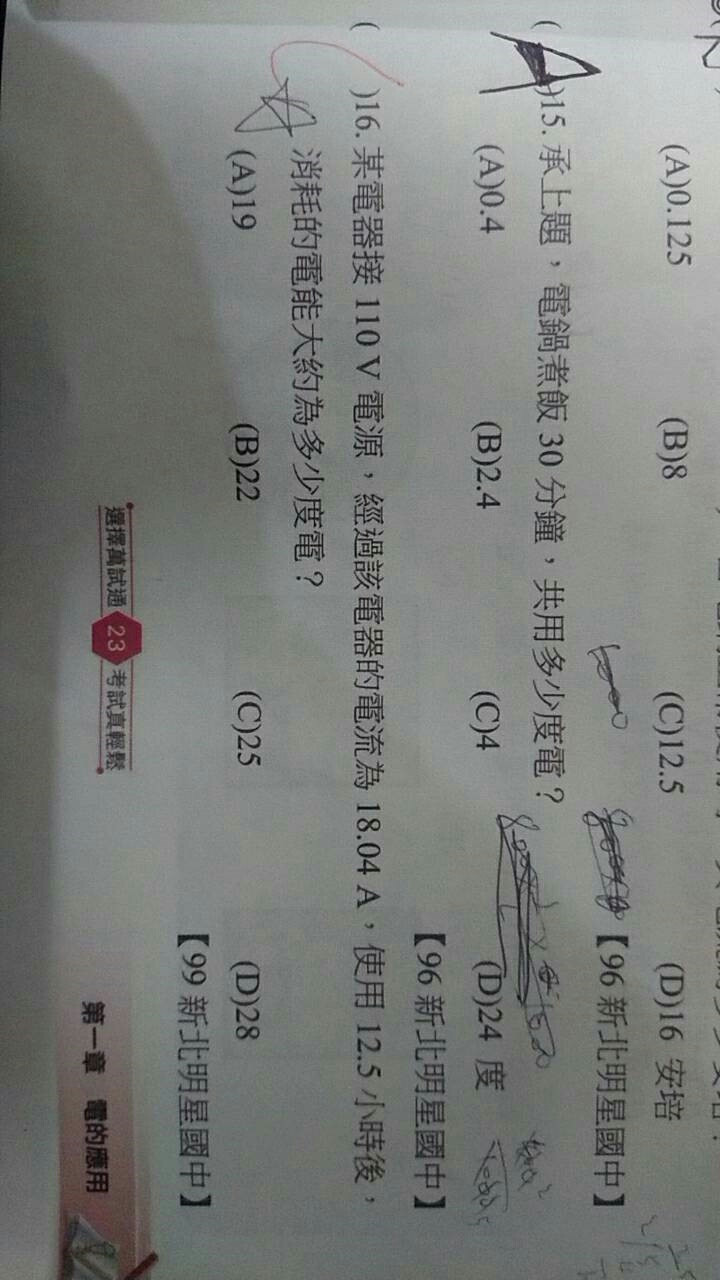 (A)0.125 (B)8 (C)12.5 (D)16 安培
【96 新北明星國中】
( A )15. 承上題，電鍋煮飯 30 分鐘，共用多少度電？
(A)0.4 (B)2.4 (C)4 (D)24 度
【96 新北明星國中】
( )16. 某電器接 110 V 電源，經過該電器的電流為 18.04 A，使用 12.5 小時後，
消耗的電能大約為多少度電？
(A)19 (B)22 (C)25 (D)28
【99 新北明星國中】
選擇萬試通 23 考試真輕鬆
第一章 電的應用